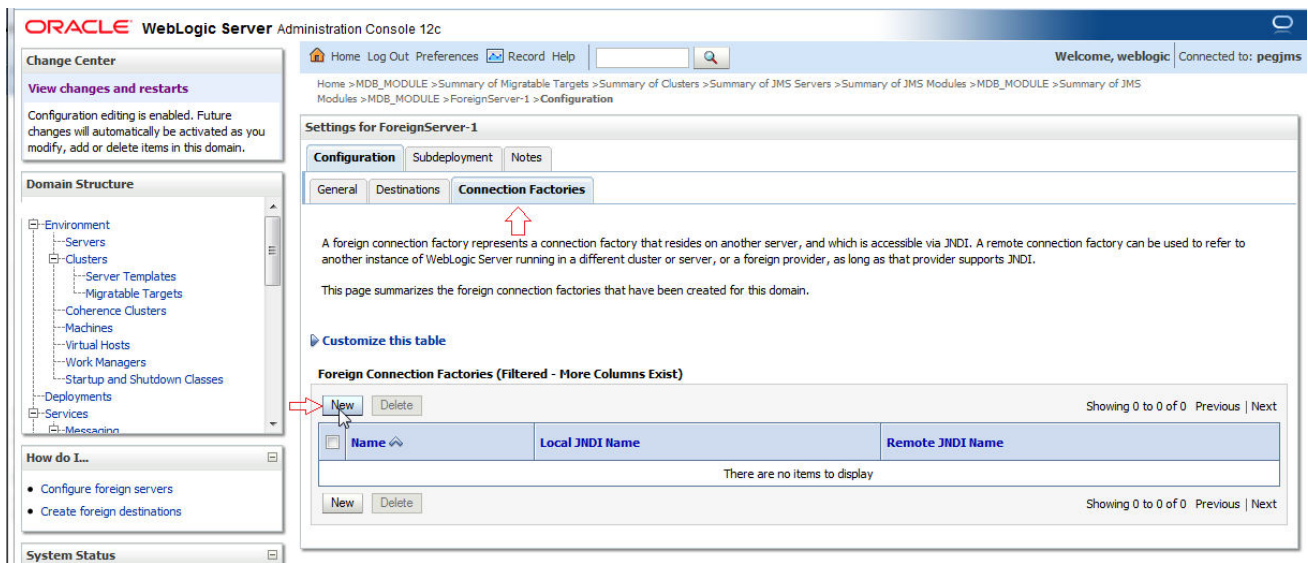 ORACLE WebLogic Server Administration Console 12c
Change Center
View changes and restarts
Configuration editing is enabled. Future
changes will automatically be activated as you
modify, add or delete items in this domain.
Domain Structure
Environment
Servers
Clusters
Server Templates
Migratable Targets
Coherence Clusters
Machines
Virtual Hosts
Work Managers
Startup and Shutdown Classes
Deployments
Services
Messaging
How do I...
Configure foreign servers
Create foreign destinations
System Status
Home Log Out Preferences Record Help
Welcome, weblogic Connected to: pegjms
Home >MDB_MODULE >Summary of Migratable Targets >Summary of Clusters >Summary of JMS Servers >Summary of JMS Modules >MDB_MODULE >Summary of JMS
Modules >MDB_MODULE >ForeignServer-1 >Configuration
Settings for ForeignServer-1
Configuration Subdeployment Notes
General Destinations Connection Factories
A foreign connection factory represents a connection factory that resides on another server, and which is accessible via JNDI. A remote connection factory can be used to refer to
another instance of WebLogic Server running in a different cluster or server, or a foreign provider, as long as that provider supports JNDI.
This page summarizes the foreign connection factories that have been created for this domain.
Customize this table
Foreign Connection Factories (Filtered - More Columns Exist)
New Delete Showing 0 to 0 of 0 Previous | Next
Name Local JNDI Name Remote JNDI Name
There are no items to display
New Delete Showing 0 to 0 of 0 Previous | Next